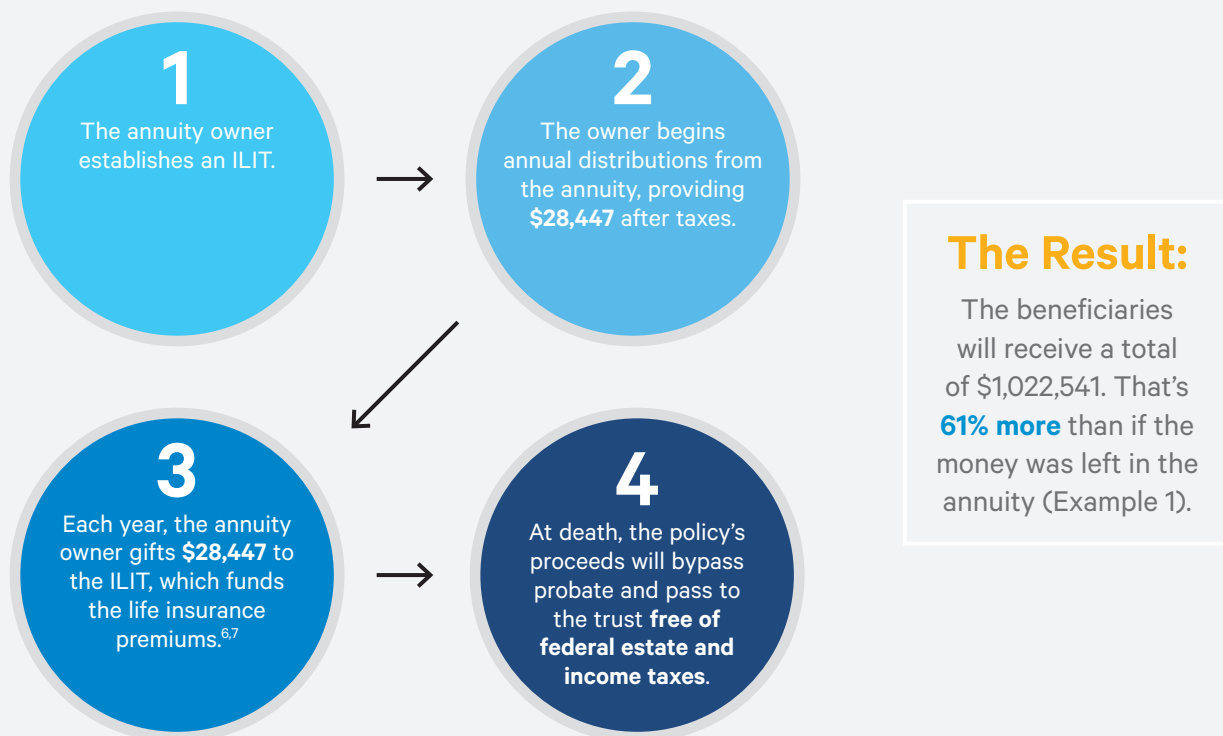 1
The annuity owner
establishes an ILIT.
2
The owner begins
annual distributions from
the annuity, providing
$28,447 after taxes.
3
Each year, the annuity
owner gifts $28,447 to
the ILIT, which funds
the life insurance
premiums.6,7
4
At death, the policy’s
proceeds will bypass
probate and pass to
the trust free of
federal estate and
income taxes.
The Result:
The beneficiaries
will receive a total
of $1,022,541. That’s
61% more than if the
money was left in the
annuity (Example 1).